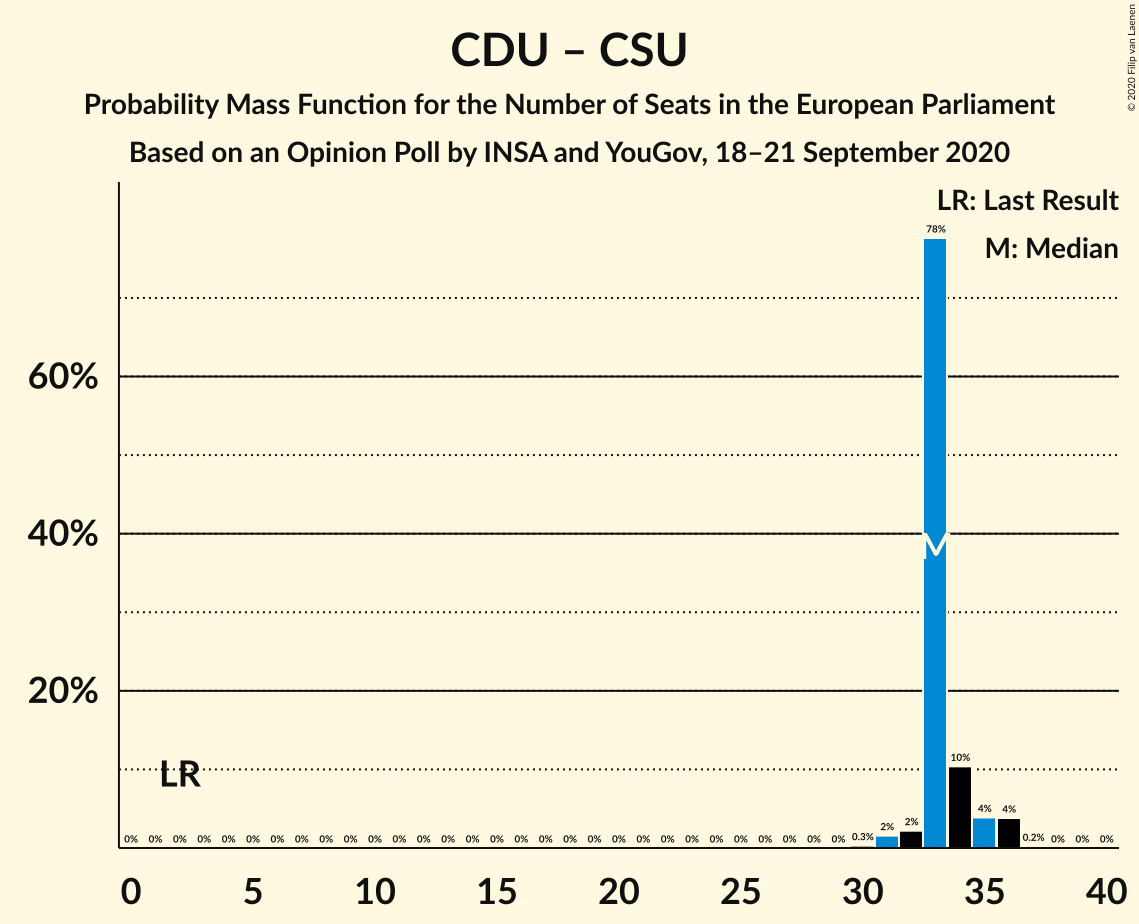 © 2020 Filip van Laenen
CDU – CSU
Probability Mass Function for the Number of Seats in the European Parliament
Based on an Opinion Poll by INSA and YouGov, 18–21 September 2020
LR: Last Result
78%
M: Median
60%
40%
M
20%
10%
LR
4% 4%
2% 2%
0% 0% 0% 0% 0% 0% 0% 0% 0% 0% 0% 0% 0% 0% 0% 0% 0% 0% 0% 0% 0% 0% 0% 0% 0% 0% 0% 0% 0% 0% 0.3% 0.2% 0% 0% 0%
0 5 10 15 20 25 30 35 40